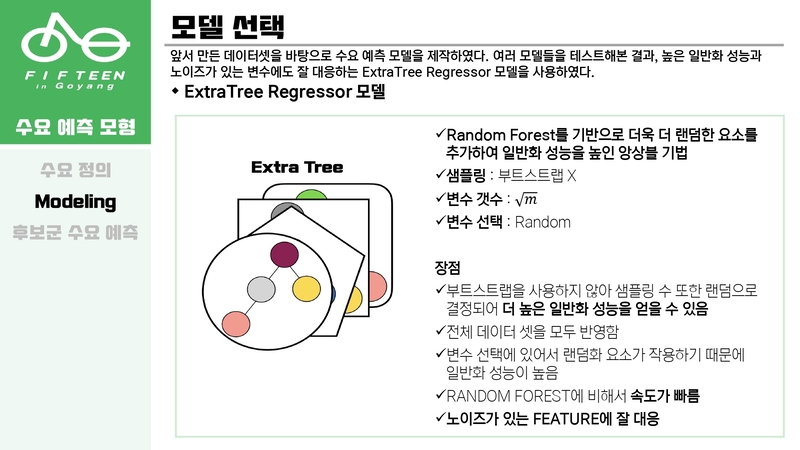 FIFTEEN
in Goyang
수요 예측 모형
수요 정의
Modeling
후보군 수요 예측
모델 선택
앞서 만든 데이터셋을 바탕으로 수요 예측 모델을 제작하였다. 여러 모델들을 테스트해본 결과, 높은 일반화 성능과
노이즈가 있는 변수에도 잘 대응하는 ExtraTree Regressor 모델을 사용하였다.
◆ ExtraTree Regressor 모델
Extra Tree
✓Random Forest를 기반으로 더욱 더 랜덤한 요소를
추가하여 일반화 성능을 높인 앙상블 기법
✓샘플링 : 부트스트랩 X
✓변수 갯수 : √m
✓변수 선택 : Random
장점
✓부트스트랩을 사용하지 않아 샘플링 수 또한 랜덤으로
결정되어 더 높은 일반화 성능을 얻을 수 있음
✓전체 데이터 셋을 모두 반영함
✓변수 선택에 있어서 랜덤화 요소가 작용하기 때문에
일반화 성능이 높음
✓RANDOM FOREST에 비해서 속도가 빠름
✓노이즈가 있는 FEATURE에 잘 대응